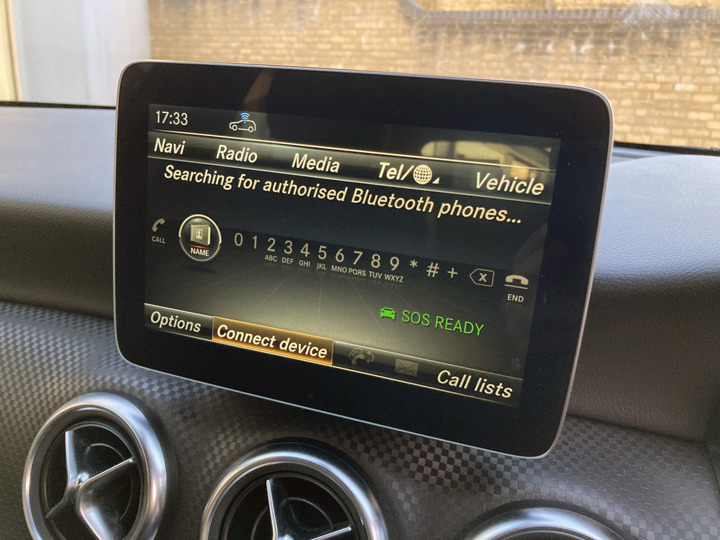 17:33
Navi Radio Media Tel/ Vehicle
Searching for authorised Bluetooth phones...
CALL NAME 0 1 2 3 4 5 6 7 8 9 * # + END
ABC DEF GHI JKL MNO PQRS TUV WXYZ
SOS READY
Options Connect device Call lists